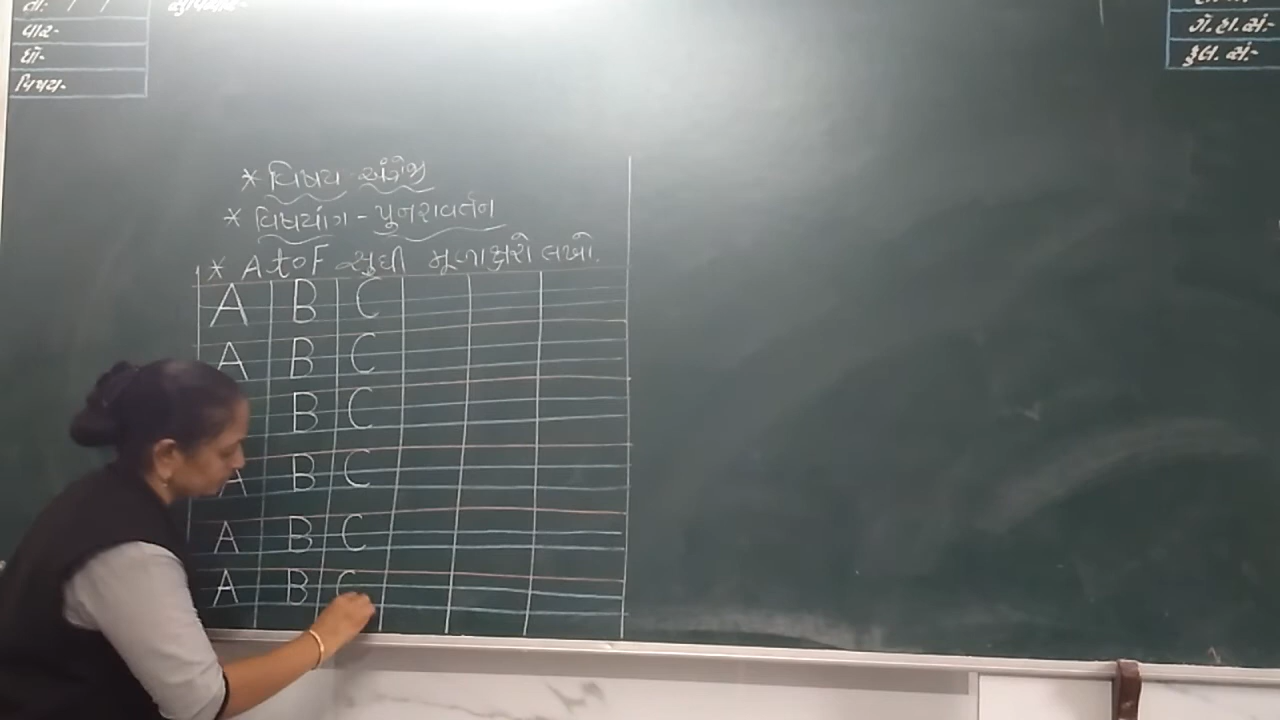 તા:- / /
સુવિચાર:-
વાર-
ધો-
વિષય-
ગે.હા.સં:-
કુલ.સં:-
* વિષય- અંગ્રેજી
* વિષયાંગ - પુનરાવર્તન
* A to F સુધી મૂળાક્ષરો લખો.
A B C
A B C
B C
A B C
A B C
A B C